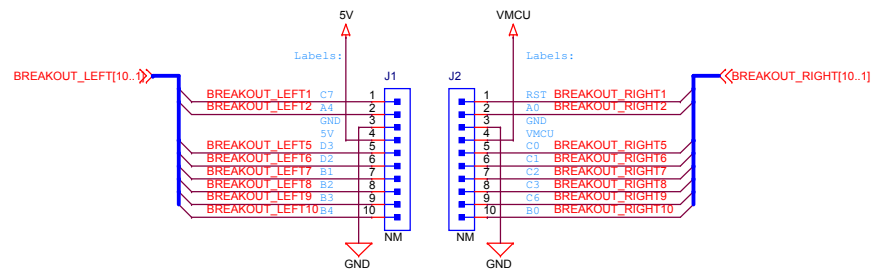 5V VMCU
Labels: Labels:
BREAKOUT_LEFT[10..1] J1 J2 BREAKOUT_RIGHT[10..1]
BREAKOUT_LEFT1 C7 1 1 RST BREAKOUT_RIGHT1
BREAKOUT_LEFT2 A4 2 2 A0 BREAKOUT_RIGHT2
GND 3 3 GND
5V 4 4 VMCU
BREAKOUT_LEFT5 D3 5 5 C0 BREAKOUT_RIGHT5
BREAKOUT_LEFT6 D2 6 6 C1 BREAKOUT_RIGHT6
BREAKOUT_LEFT7 B1 7 7 C2 BREAKOUT_RIGHT7
BREAKOUT_LEFT8 B2 8 8 C3 BREAKOUT_RIGHT8
BREAKOUT_LEFT9 B3 9 9 C6 BREAKOUT_RIGHT9
BREAKOUT_LEFT10 B4 10 10 B0 BREAKOUT_RIGHT10
NM NM
GND GND